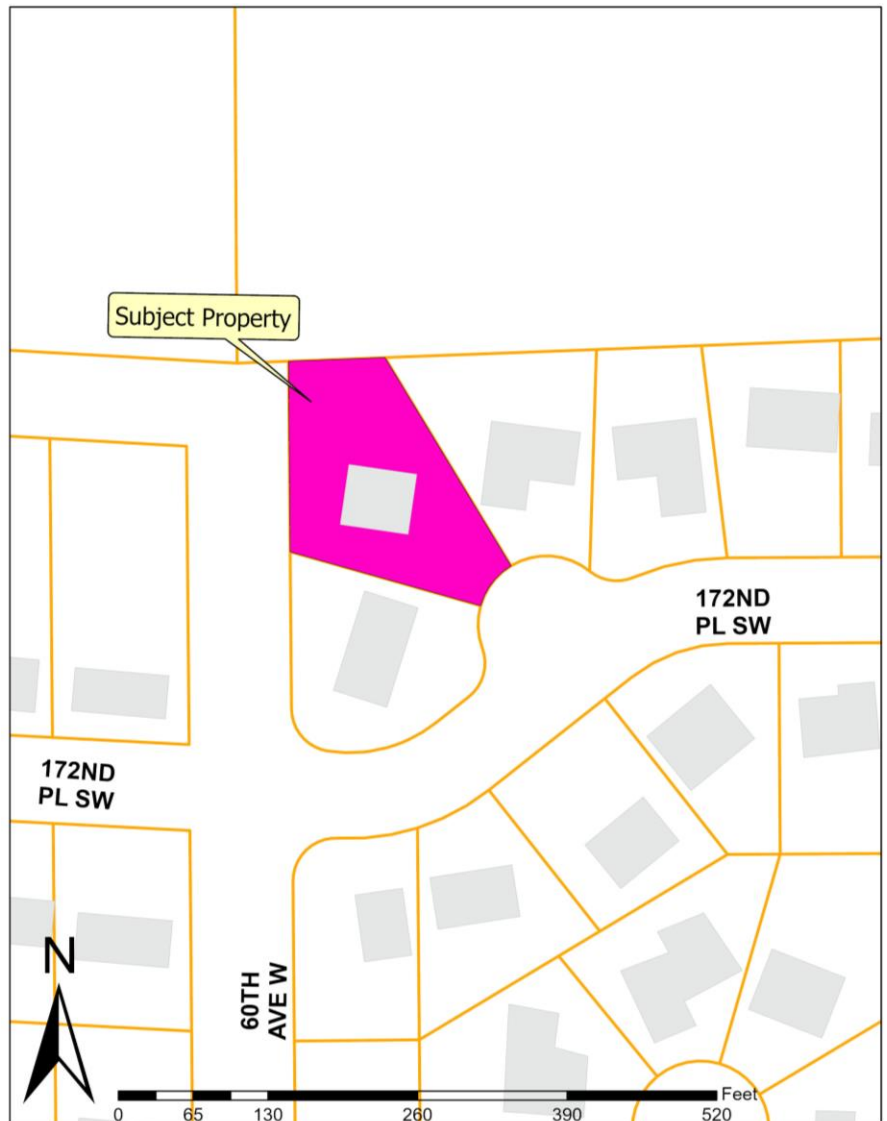 Subject Property
172ND
PL SW
172ND
PL SW
60TH
AVE W
N
Feet
0 65 130 260 390 520